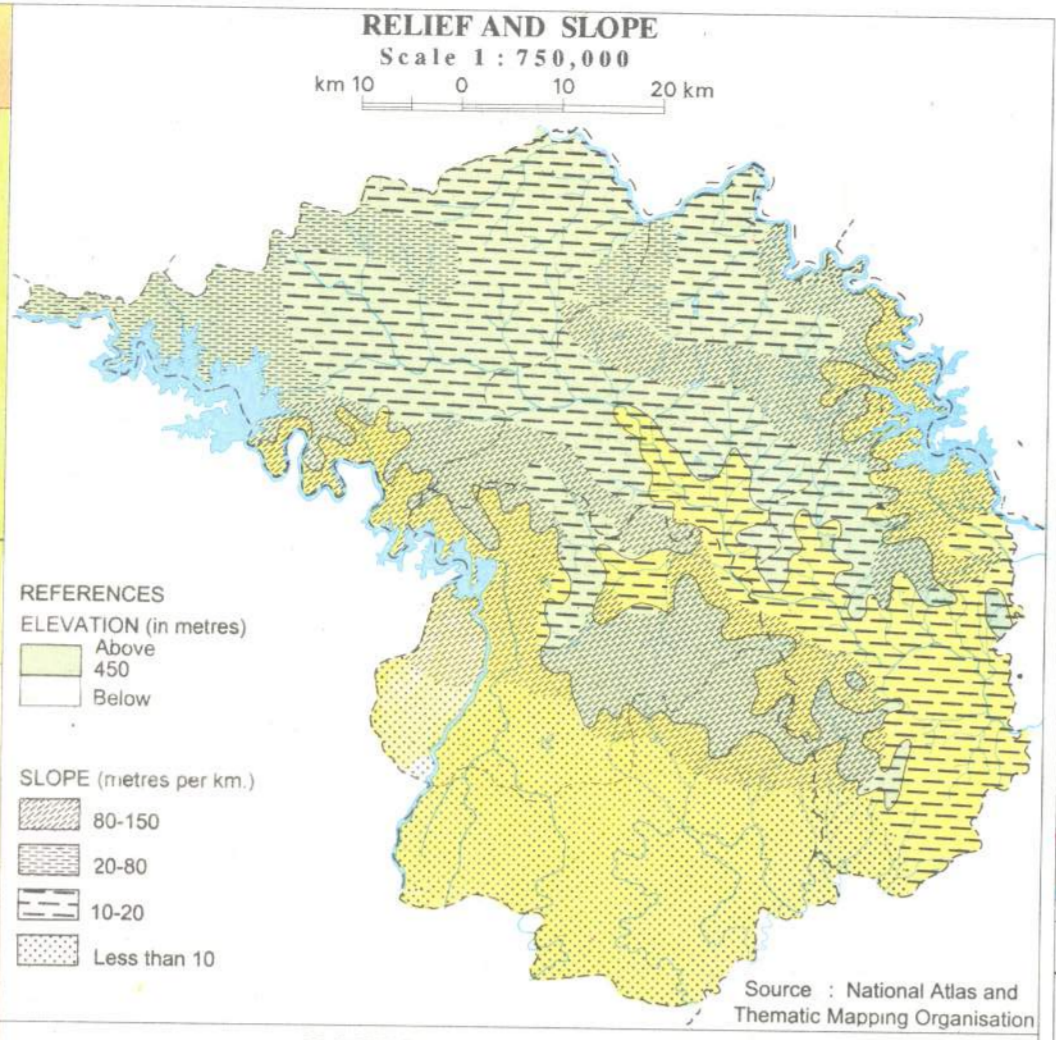 RELIEF AND SLOPE
Scale 1 : 750,000
km 10 0 10 20 km
REFERENCES
ELEVATION (in metres)
Above
450
Below
SLOPE (metres per km.)
80-150
20-80
10-20
Less than 10
Source : National Atlas and
Thematic Mapping Organisation